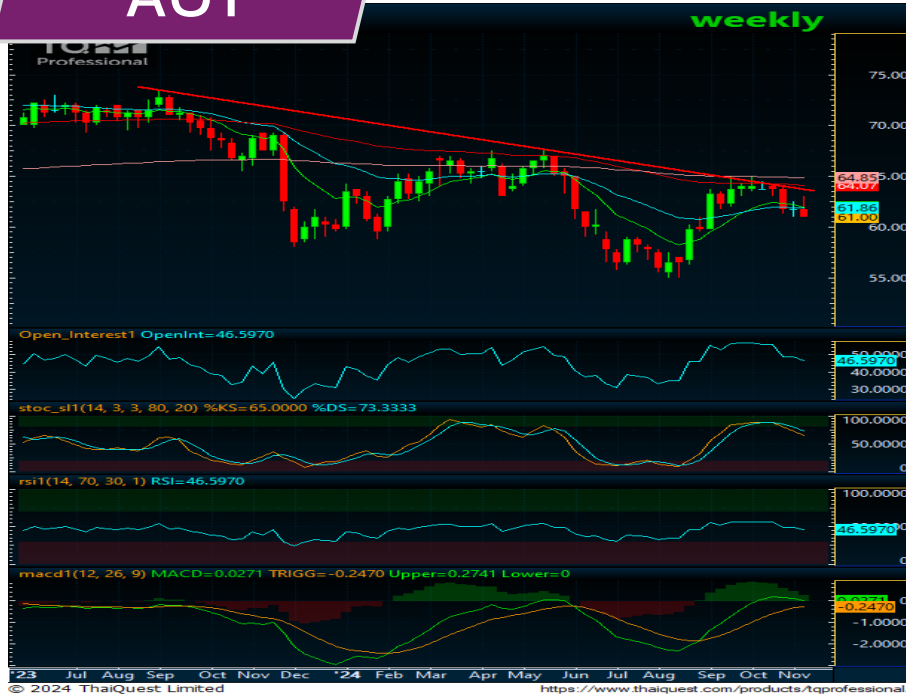 AOT
weekly
Professional
75.00
70.00
64.85
64.07
61.86
61.00
60.00
55.00
Open_Interest1 OpenInt=46.5970
46.5970
40.0000
30.0000
stoc_sl1(14, 3, 3, 80, 20) %KS=65.0000 %DS=73.3333
100.0000
50.0000
0
rsi1(14, 70, 30, 1) RSI=46.5970
100.0000
46.5970
0
macd1(12, 26, 9) MACD=0.0271 TRIGG=-0.2470 Upper=0.2741 Lower=0
0.0271 0
-0.2470
-1.0000
-2.0000
'23 Jul Aug Sep Oct Nov Dec '24 Feb Mar Apr May Jun Jul Aug Sep Oct Nov
© 2024 ThaiQuest Limited https://www.thaiquest.com/products/tqprofessional